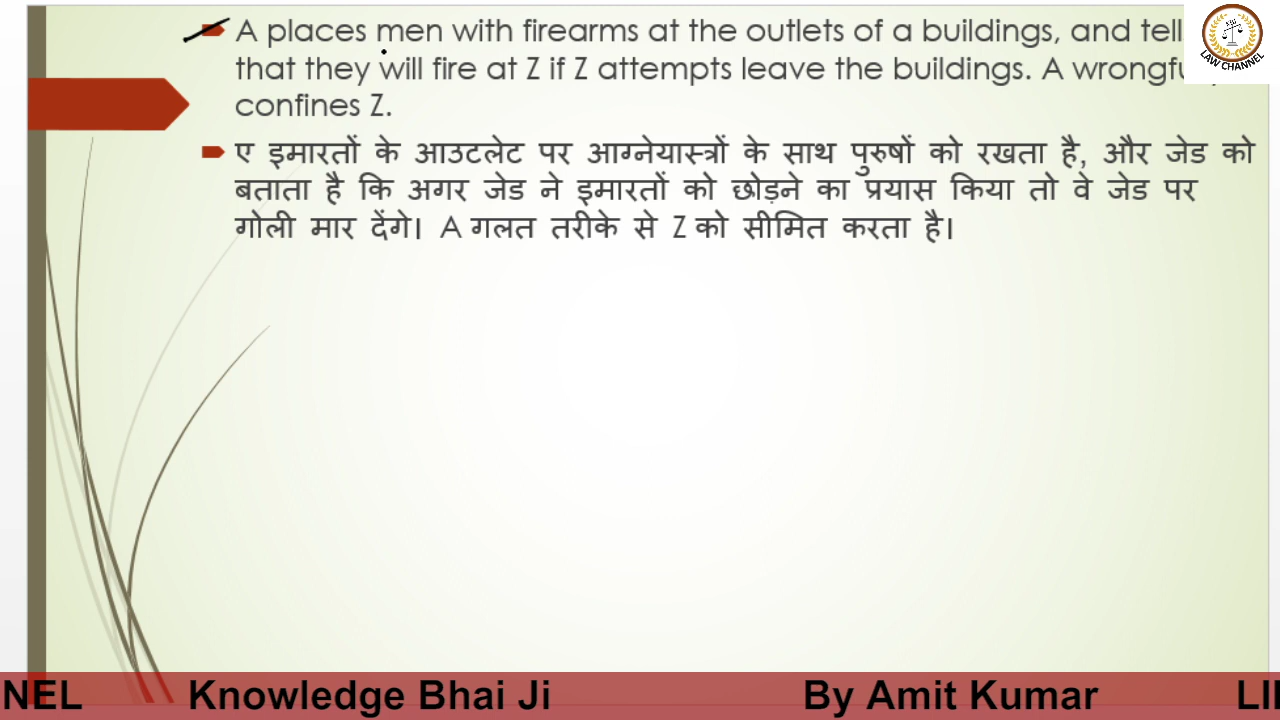 A places men with firearms at the outlets of a buildings, and tell
that they will fire at Z if Z attempts leave the buildings. A
confines Z.
ए इमारतों के आउटलेट पर आग्नेयास्त्रों के साथ पुरुषों को रखता है, और जेड को
बताता है कि अगर जेड ने इमारतों को छोड़ने का प्रयास किया तो वे जेड पर
गोली मार देंगे। A गलत तरीके से Z को सीमित करता है।
LAW CHANNEL
NEL Knowledge Bhai Ji By Amit Kumar